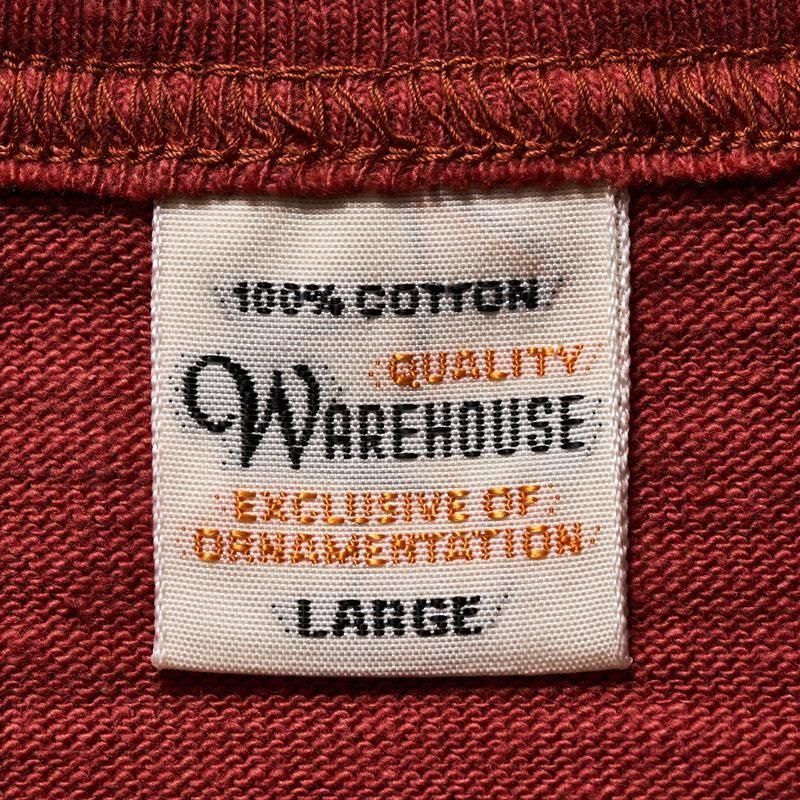 100% COTTON
QUALITY
WAREHOUSE
EXCLUSIVE OF
ORNAMENTATION
LARGE